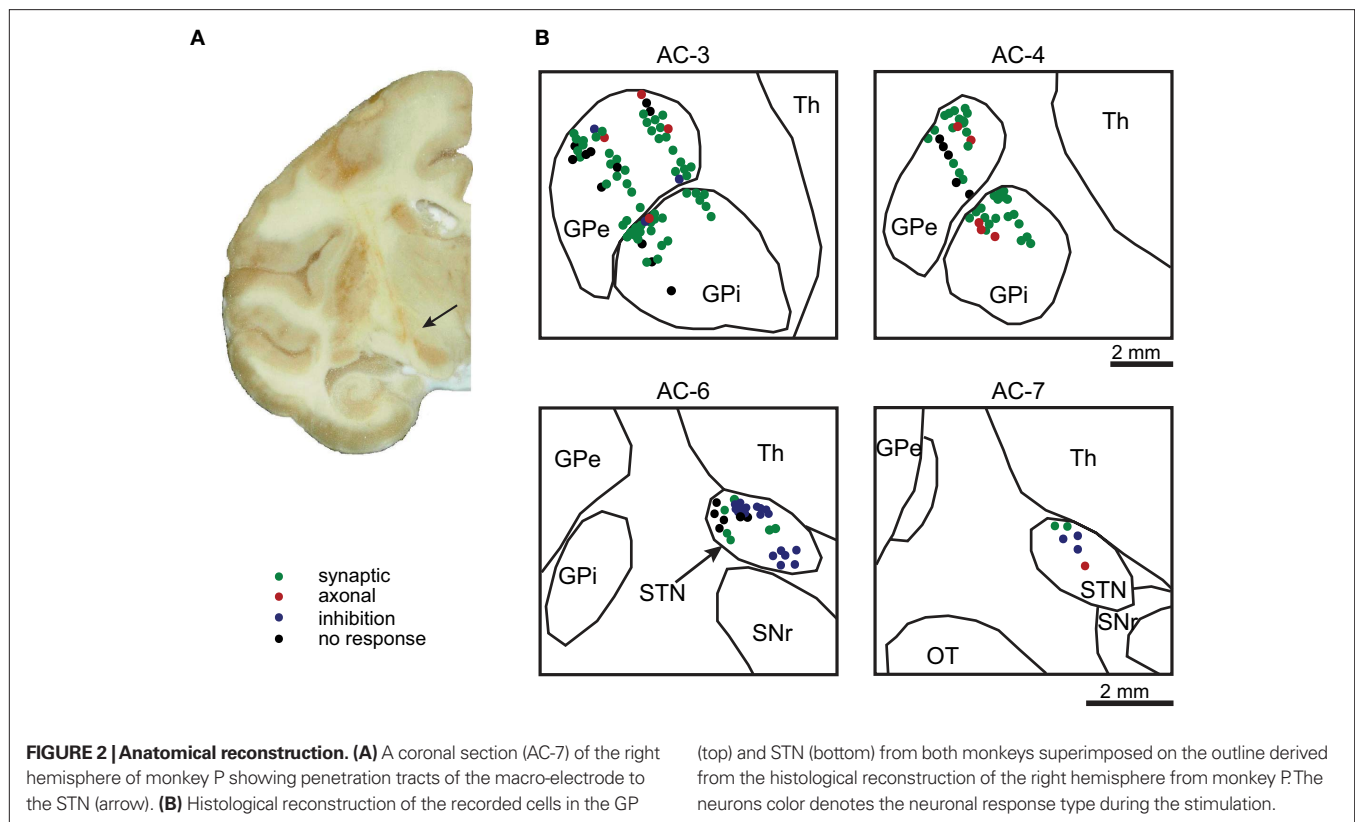 A
B
AC-3
AC-4
Th
GPe
GPi
Th
GPe
GPi
2 mm
AC-6
AC-7
GPe
Th
GPi
STN
SNr
GPe
Th
STN
SNr
OT
2 mm
synaptic
axonal
inhibition
no response
FIGURE 2 | Anatomical reconstruction. (A) A coronal section (AC-7) of the right
hemisphere of monkey P showing penetration tracts of the macro-electrode to
the STN (arrow). (B) Histological reconstruction of the recorded cells in the GP
(top) and STN (bottom) from both monkeys superimposed on the outline derived
from the histological reconstruction of the right hemisphere from monkey P. The
neurons color denotes the neuronal response type during the stimulation.